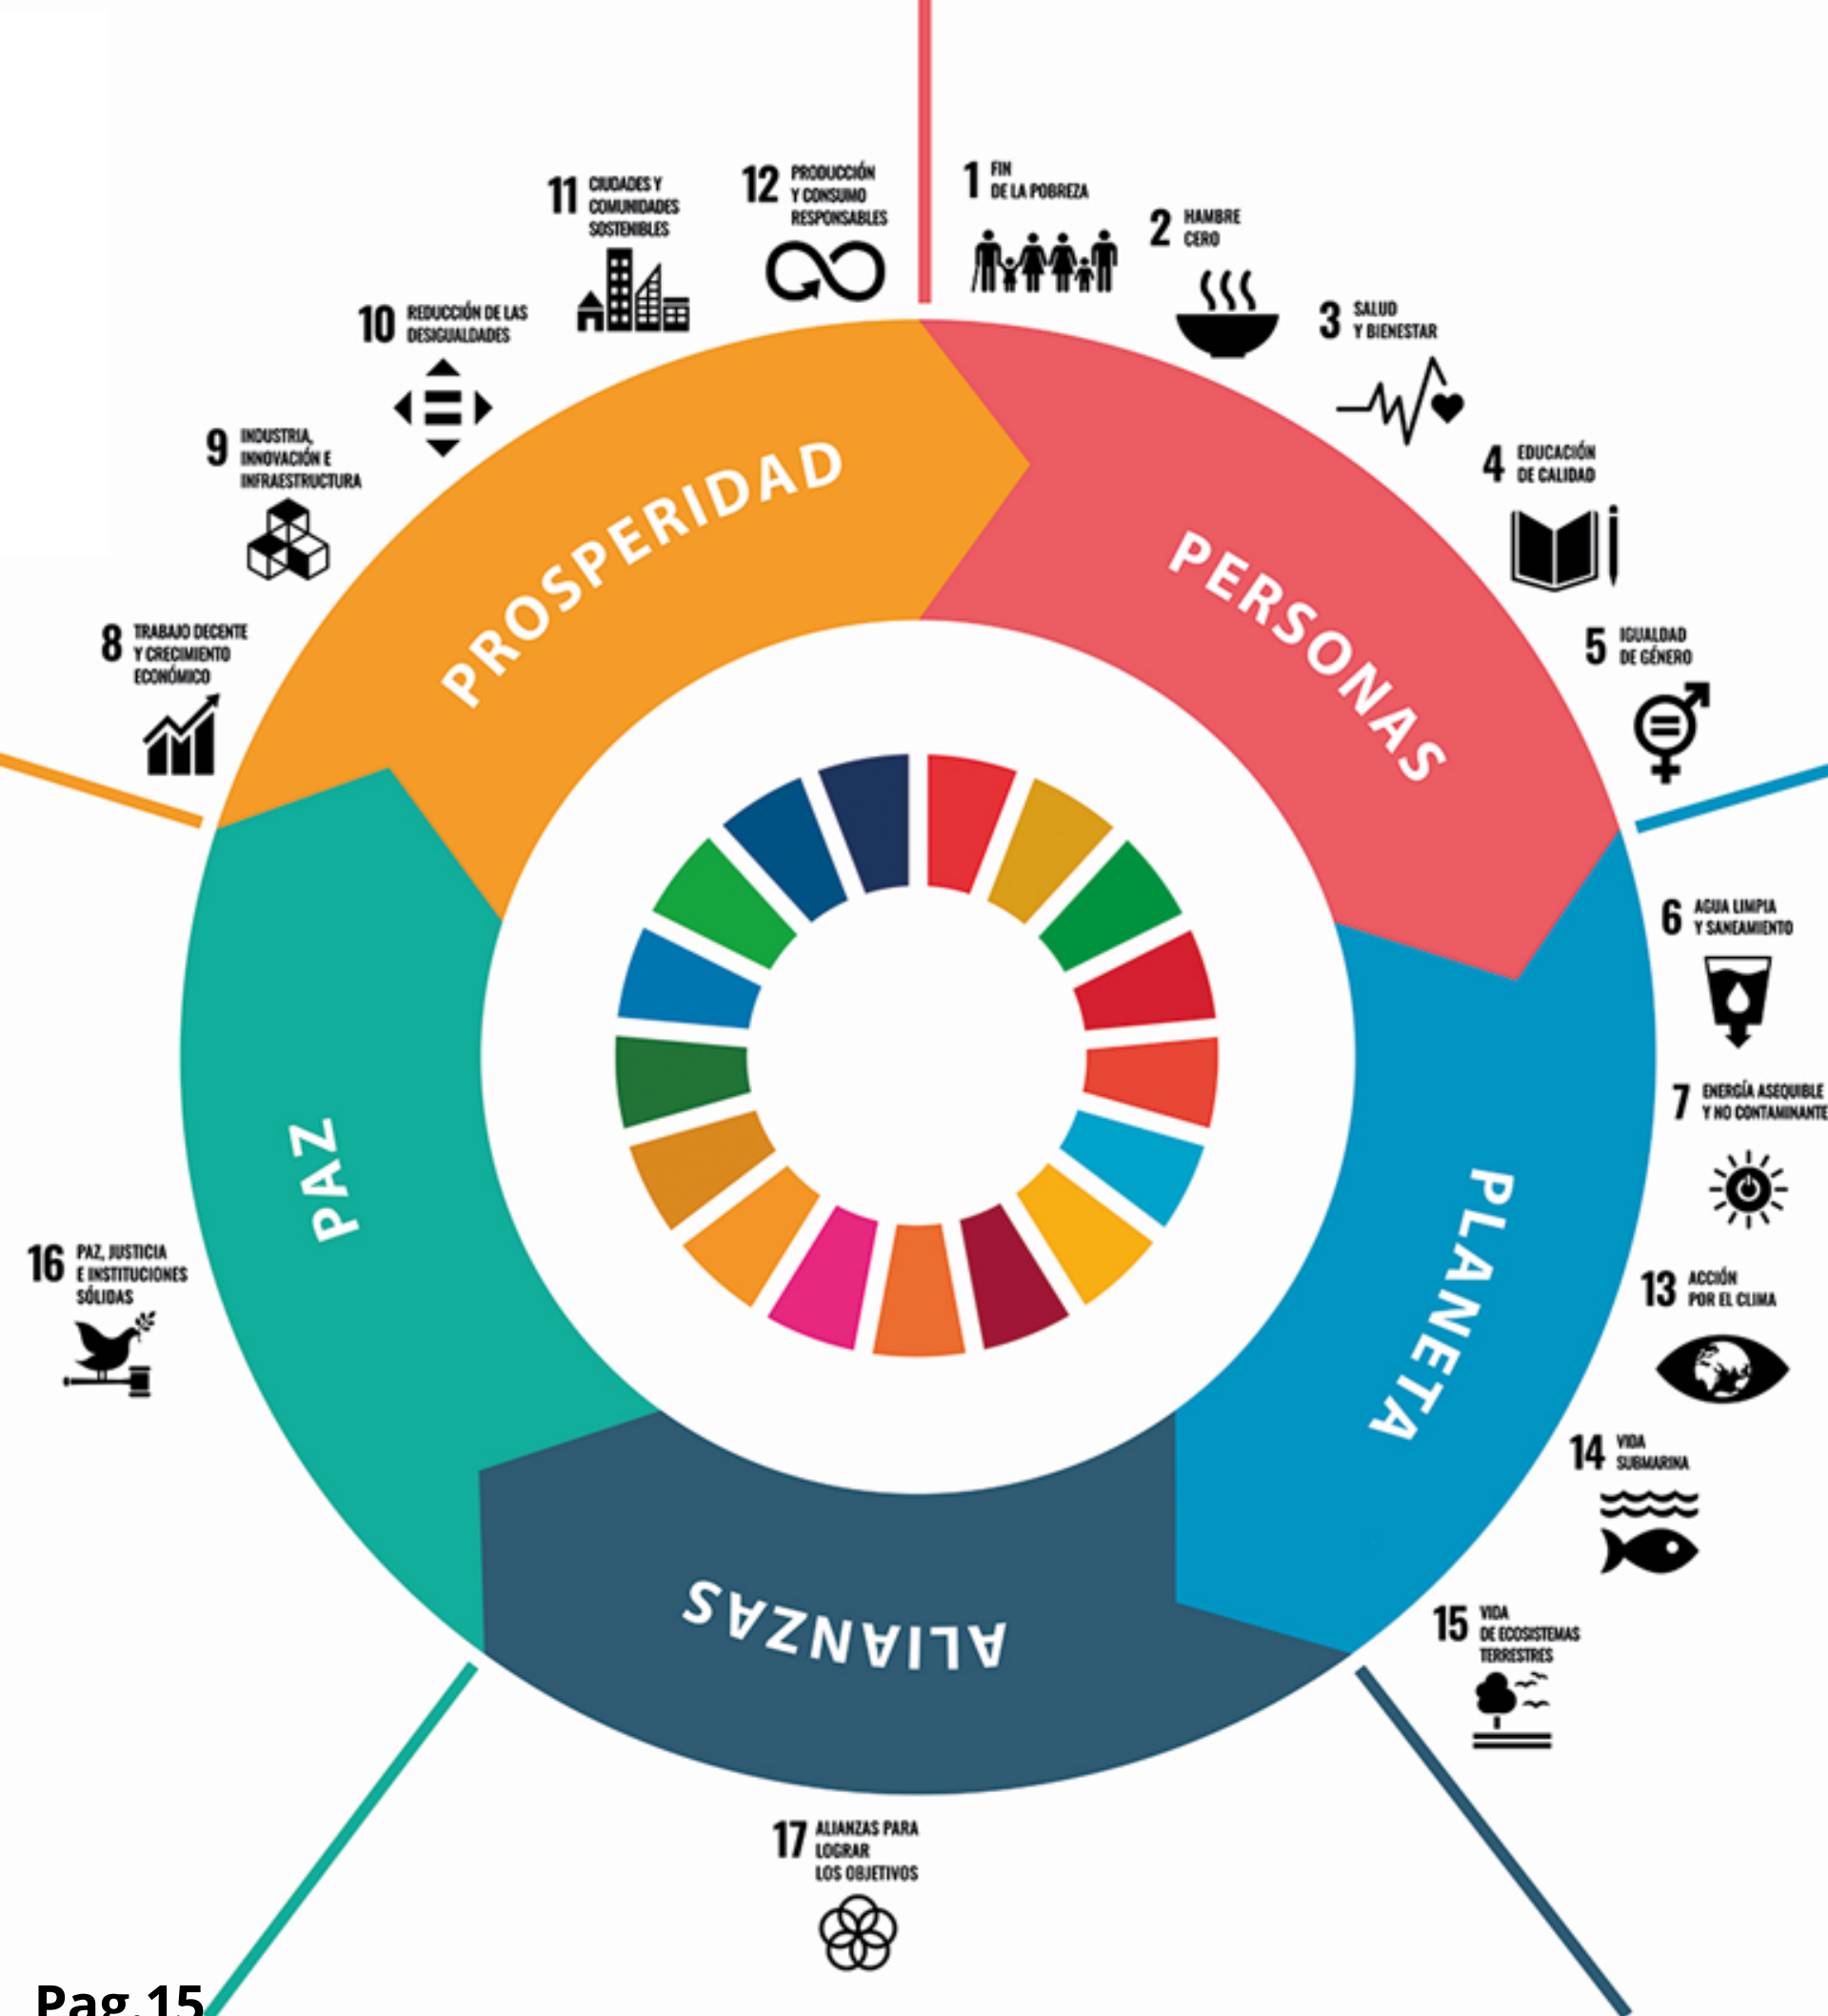 1 FIN
DE LA POBREZA
2 HAMBRE
CERO
3 SALUD
Y BIENESTAR
4 EDUCACIÓN
DE CALIDAD
5 IGUALDAD
DE GÉNERO
6 AGUA LIMPIA
Y SANEAMIENTO
7 ENERGÍA ASEQUIBLE
Y NO CONTAMINANTE
13 ACCIÓN
POR EL CLIMA
14 VIDA
SUBMARINA
15 VIDA
DE ECOSISTEMAS
TERRESTRES
17 ALIANZAS PARA
LOGRAR
LOS OBJETIVOS
16 PAZ, JUSTICIA
E INSTITUCIONES
SÓLIDAS
8 TRABAJO DECENTE
Y CRECIMIENTO
ECONÓMICO
9 INDUSTRIA,
INNOVACIÓN E
INFRAESTRUCTURA
10 REDUCCIÓN DE LAS
DESIGUALDADES
11 CIUDADES Y
COMUNIDADES
SOSTENIBLES
12 PRODUCCIÓN
Y CONSUMO
RESPONSABLES
PERSONAS
PLANETA
ALIANZAS
PAZ
PROSPERIDAD
Pag.15